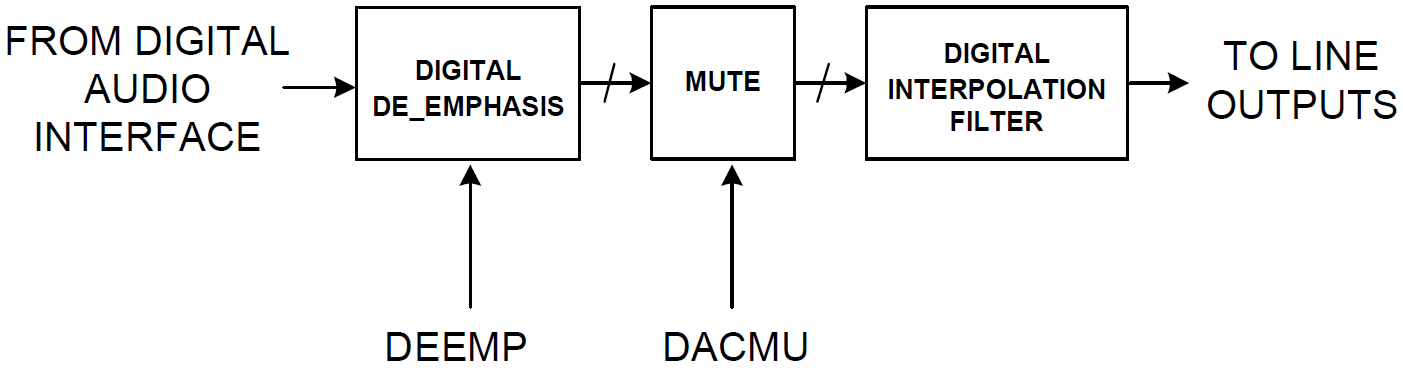 FROM DIGITAL
AUDIO
INTERFACE
DIGITAL
DE_EMPHASIS
MUTE
DIGITAL
INTERPOLATION
FILTER
TO LINE
OUTPUTS
DEEMP
DACMU